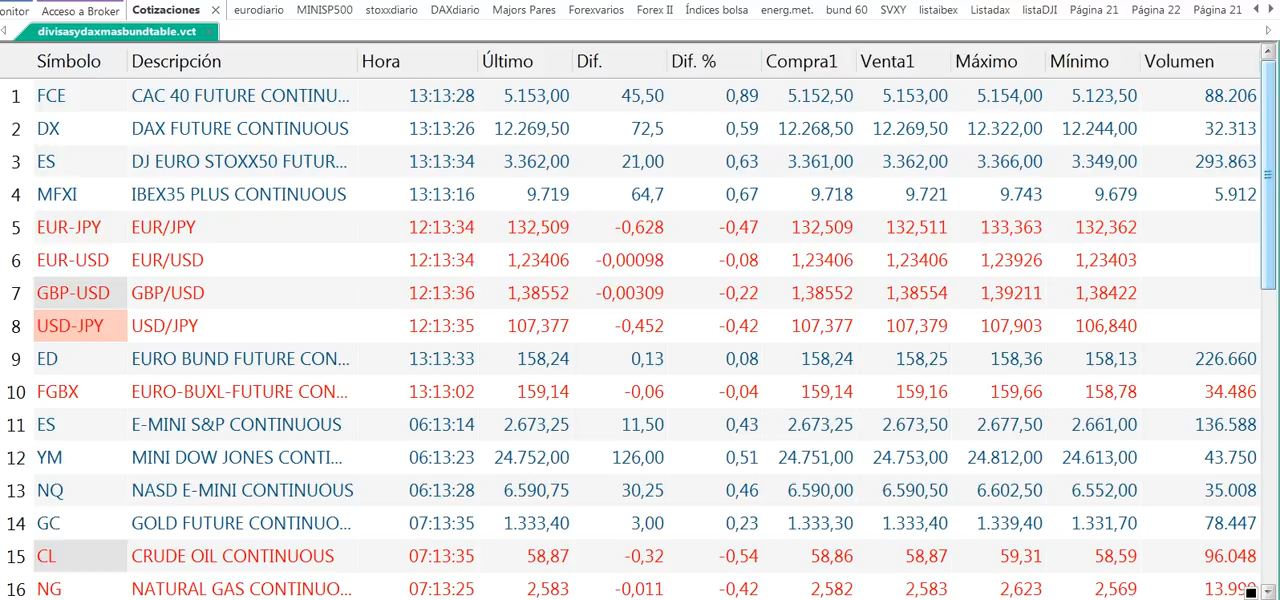 onitor Acceso a Broker Cotizaciones eurodiario MINISP500 stoxxdiario DAXdiario Majors Pares Forexvarios Forex II Índices bolsa energ.met. bund 60 SVXY listaibex Listadax listaDJI Página 21 Página 22 Página 21
divisasydaxmasbundtable.vct
Símbolo Descripción Hora Último Dif. Dif. % Compra1 Venta1 Máximo Mínimo Volumen
1 FCE CAC 40 FUTURE CONTINU... 13:13:28 5.153,00 45,50 0,89 5.152,50 5.153,00 5.154,00 5.123,50 88.206
2 DX DAX FUTURE CONTINUOUS 13:13:26 12.269,50 72,5 0,59 12.268,50 12.269,50 12.322,00 12.244,00 32.313
3 ES DJ EURO STOXX50 FUTUR... 13:13:34 3.362,00 21,00 0,63 3.361,00 3.362,00 3.366,00 3.349,00 293.863
4 MFXI IBEX35 PLUS CONTINUOUS 13:13:16 9.719 64,7 0,67 9.718 9.721 9.743 9.679 5.912
5 EUR-JPY EUR/JPY 12:13:34 132,509 -0,628 -0,47 132,509 132,511 133,363 132,362
6 EUR-USD EUR/USD 12:13:34 1,23406 -0,00098 -0,08 1,23406 1,23406 1,23926 1,23403
7 GBP-USD GBP/USD 12:13:36 1,38552 -0,00309 -0,22 1,38552 1,38554 1,39211 1,38422
8 USD-JPY USD/JPY 12:13:35 107,377 -0,452 -0,42 107,377 107,379 107,903 106,840
9 ED EURO BUND FUTURE CON... 13:13:33 158,24 0,13 0,08 158,24 158,25 158,36 158,13 226.660
10 FGBX EURO-BUXL-FUTURE CON... 13:13:02 159,14 -0,06 -0,04 159,14 159,16 159,66 158,78 34.486
11 ES E-MINI S&P CONTINUOUS 06:13:14 2.673,25 11,50 0,43 2.673,25 2.673,50 2.677,50 2.661,00 136.588
12 YM MINI DOW JONES CONTI... 06:13:23 24.752,00 126,00 0,51 24.751,00 24.753,00 24.812,00 24.613,00 43.750
13 NQ NASD E-MINI CONTINUOUS 06:13:28 6.590,75 30,25 0,46 6.590,00 6.590,50 6.602,50 6.552,00 35.008
14 GC GOLD FUTURE CONTINUO... 07:13:35 1.333,40 3,00 0,23 1.333,30 1.333,40 1.339,40 1.331,70 78.447
15 CL CRUDE OIL CONTINUOUS 07:13:35 58,87 -0,32 -0,54 58,86 58,87 59,31 58,59 96.048
16 NG NATURAL GAS CONTINUO... 07:13:25 2,583 -0,011 -0,42 2,582 2,583 2,623 2,569